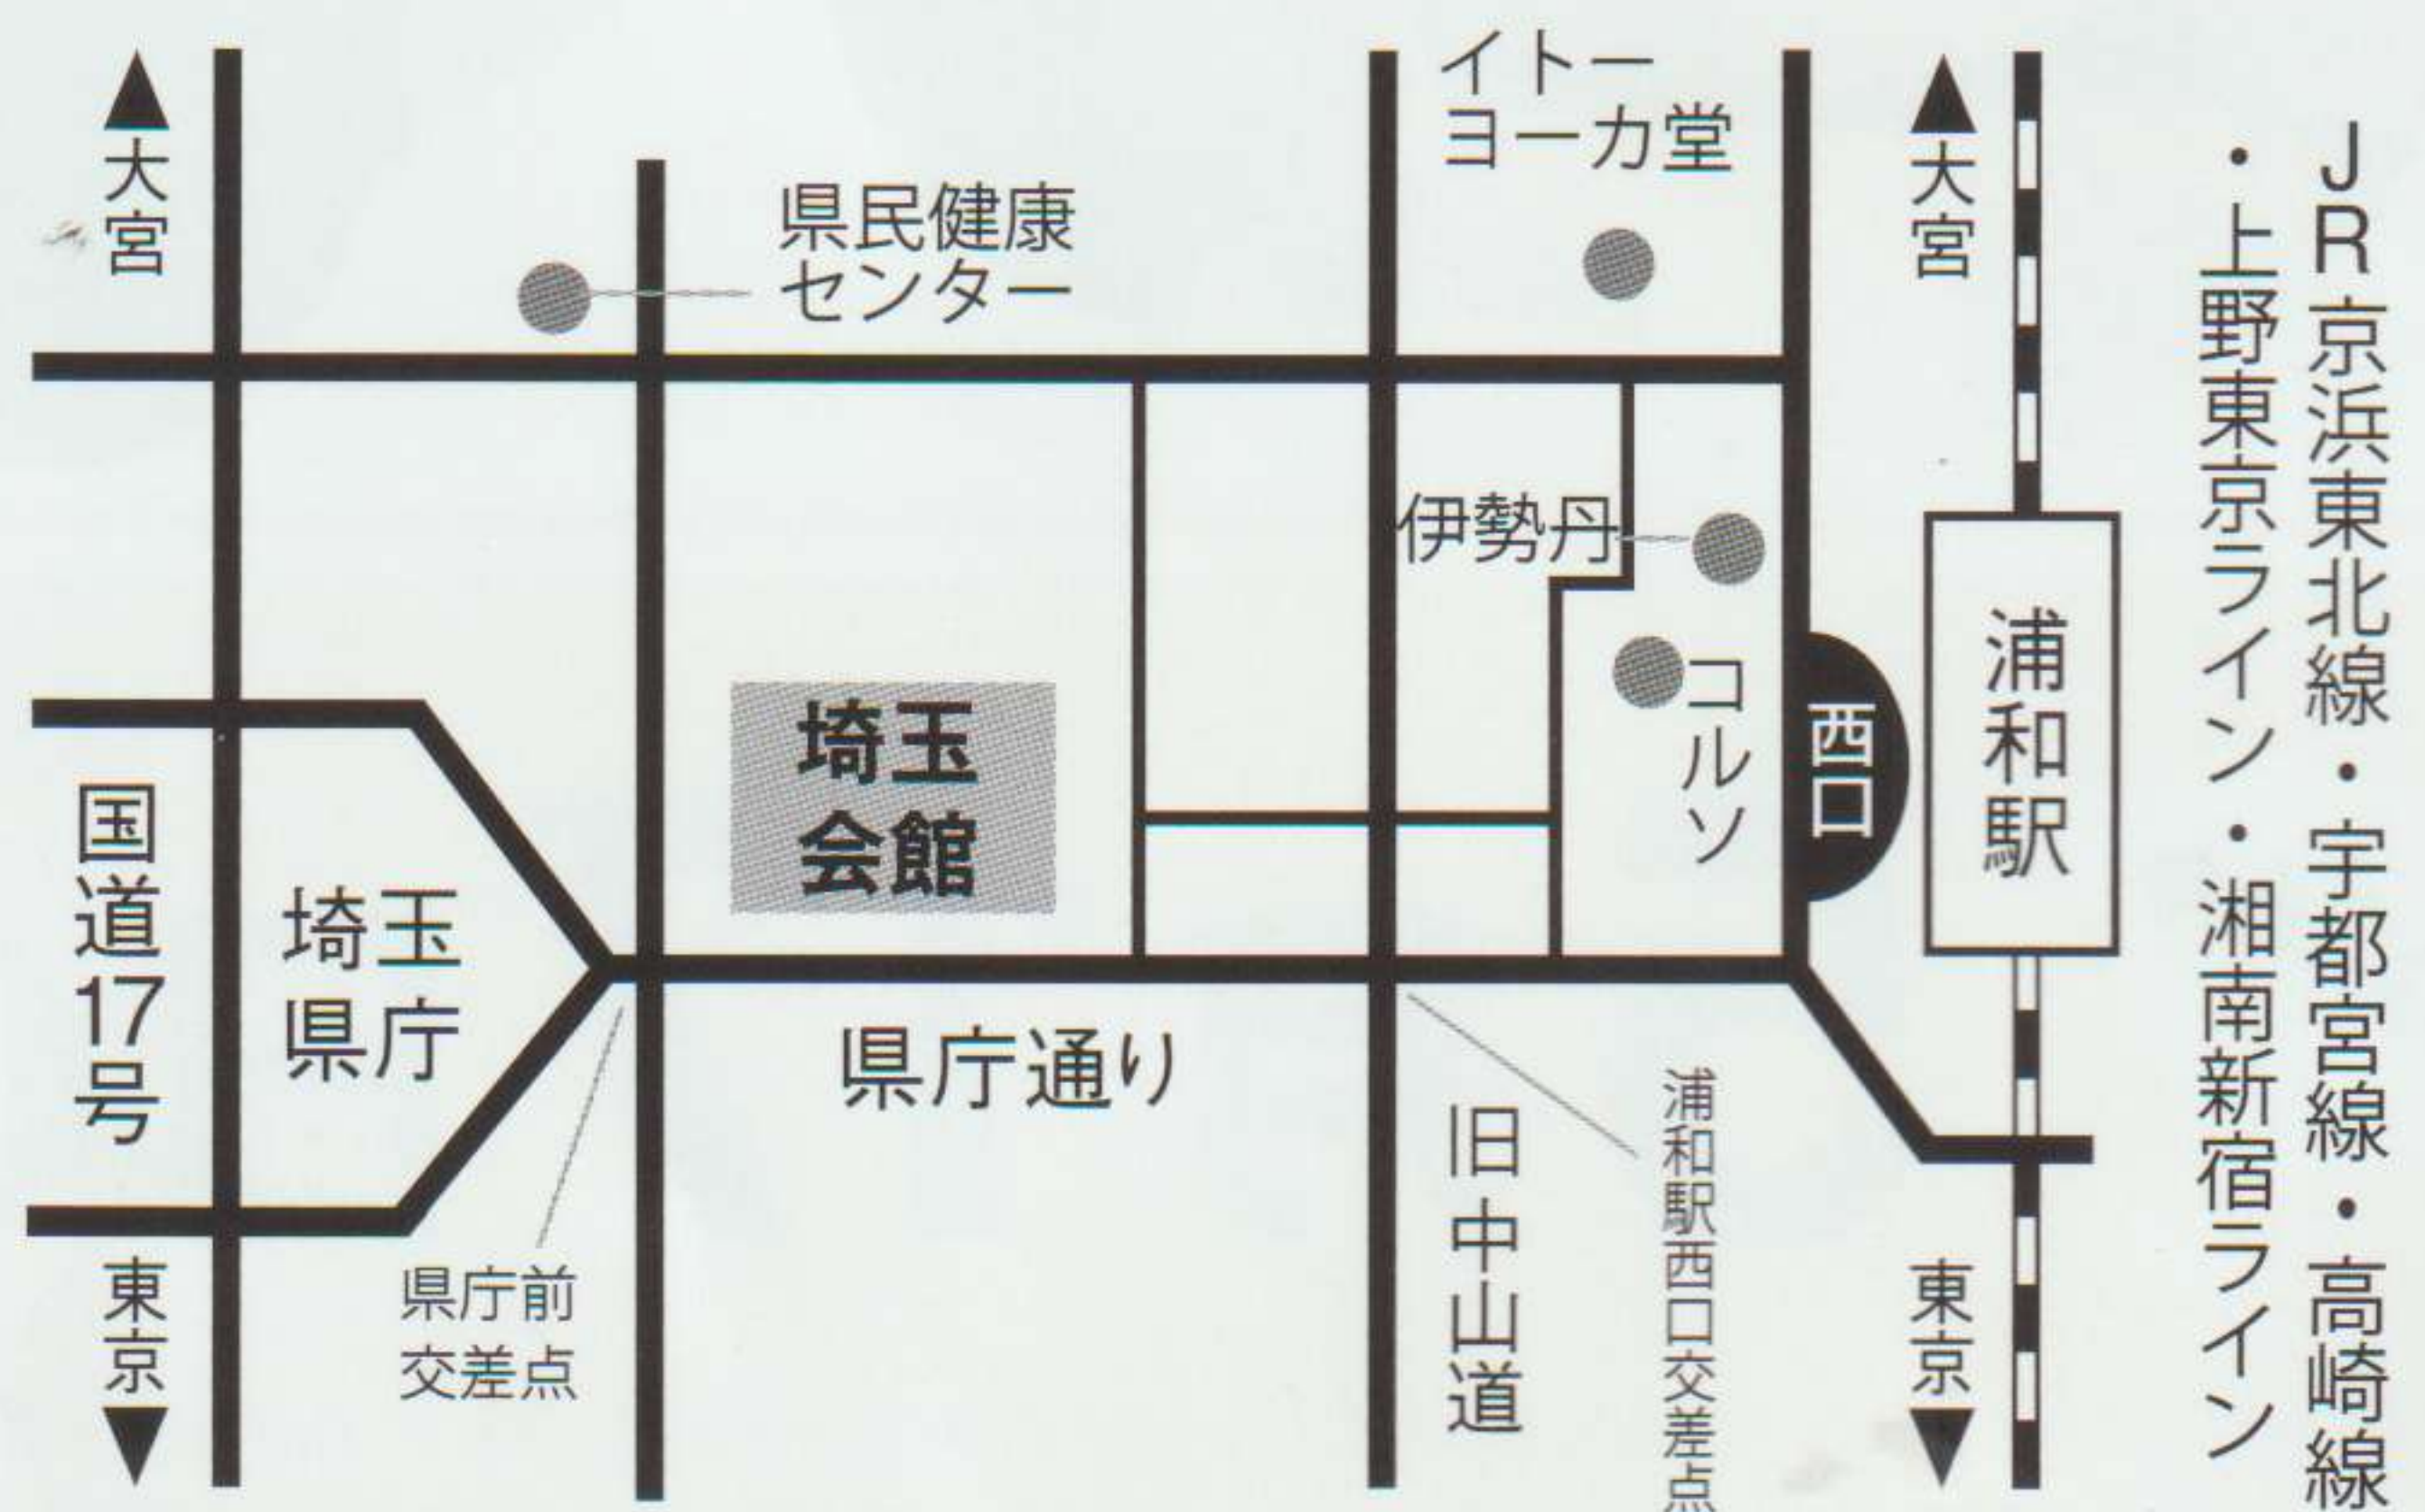 JR京浜東北線・宇都宮線・高崎線
・上野東京ライン・湘南新宿ライン
大宮
イトー
ヨーカ堂
大宮
県民健康
センター
伊勢丹
コルソ
西口
浦和駅
埼玉
会館
国道17号
埼玉
県庁
県庁通り
旧中山道
浦和駅西口交差点
県庁前
交差点
東京
東京